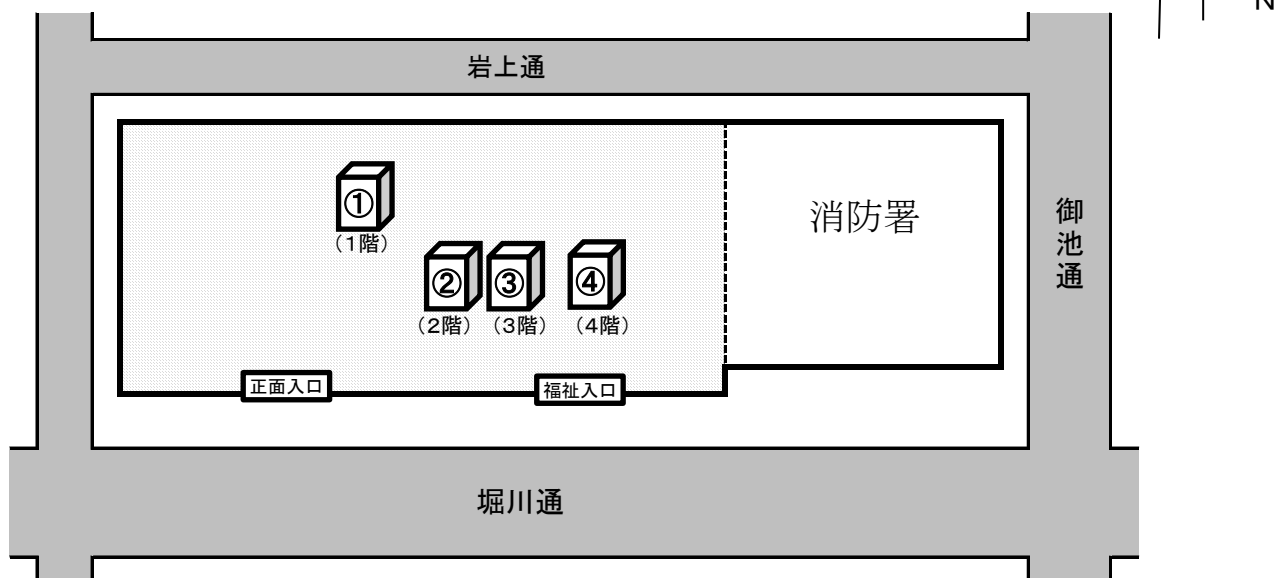 N
岩上通
①
(1階)
消防署
御池通
② ③ ④
(2階) (3階) (4階)
正面入口
福祉入口
堀川通